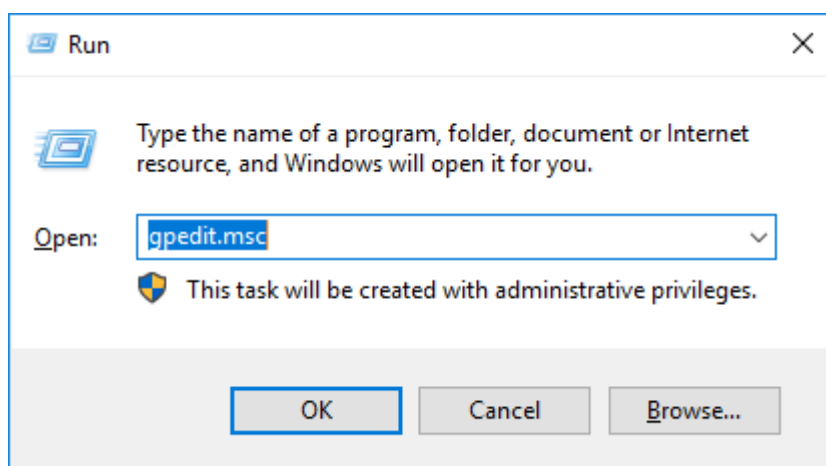 Run
Type the name of a program, folder, document or Internet
resource, and Windows will open it for you.
Open: gpedit.msc
This task will be created with administrative privileges.
OK Cancel Browse...